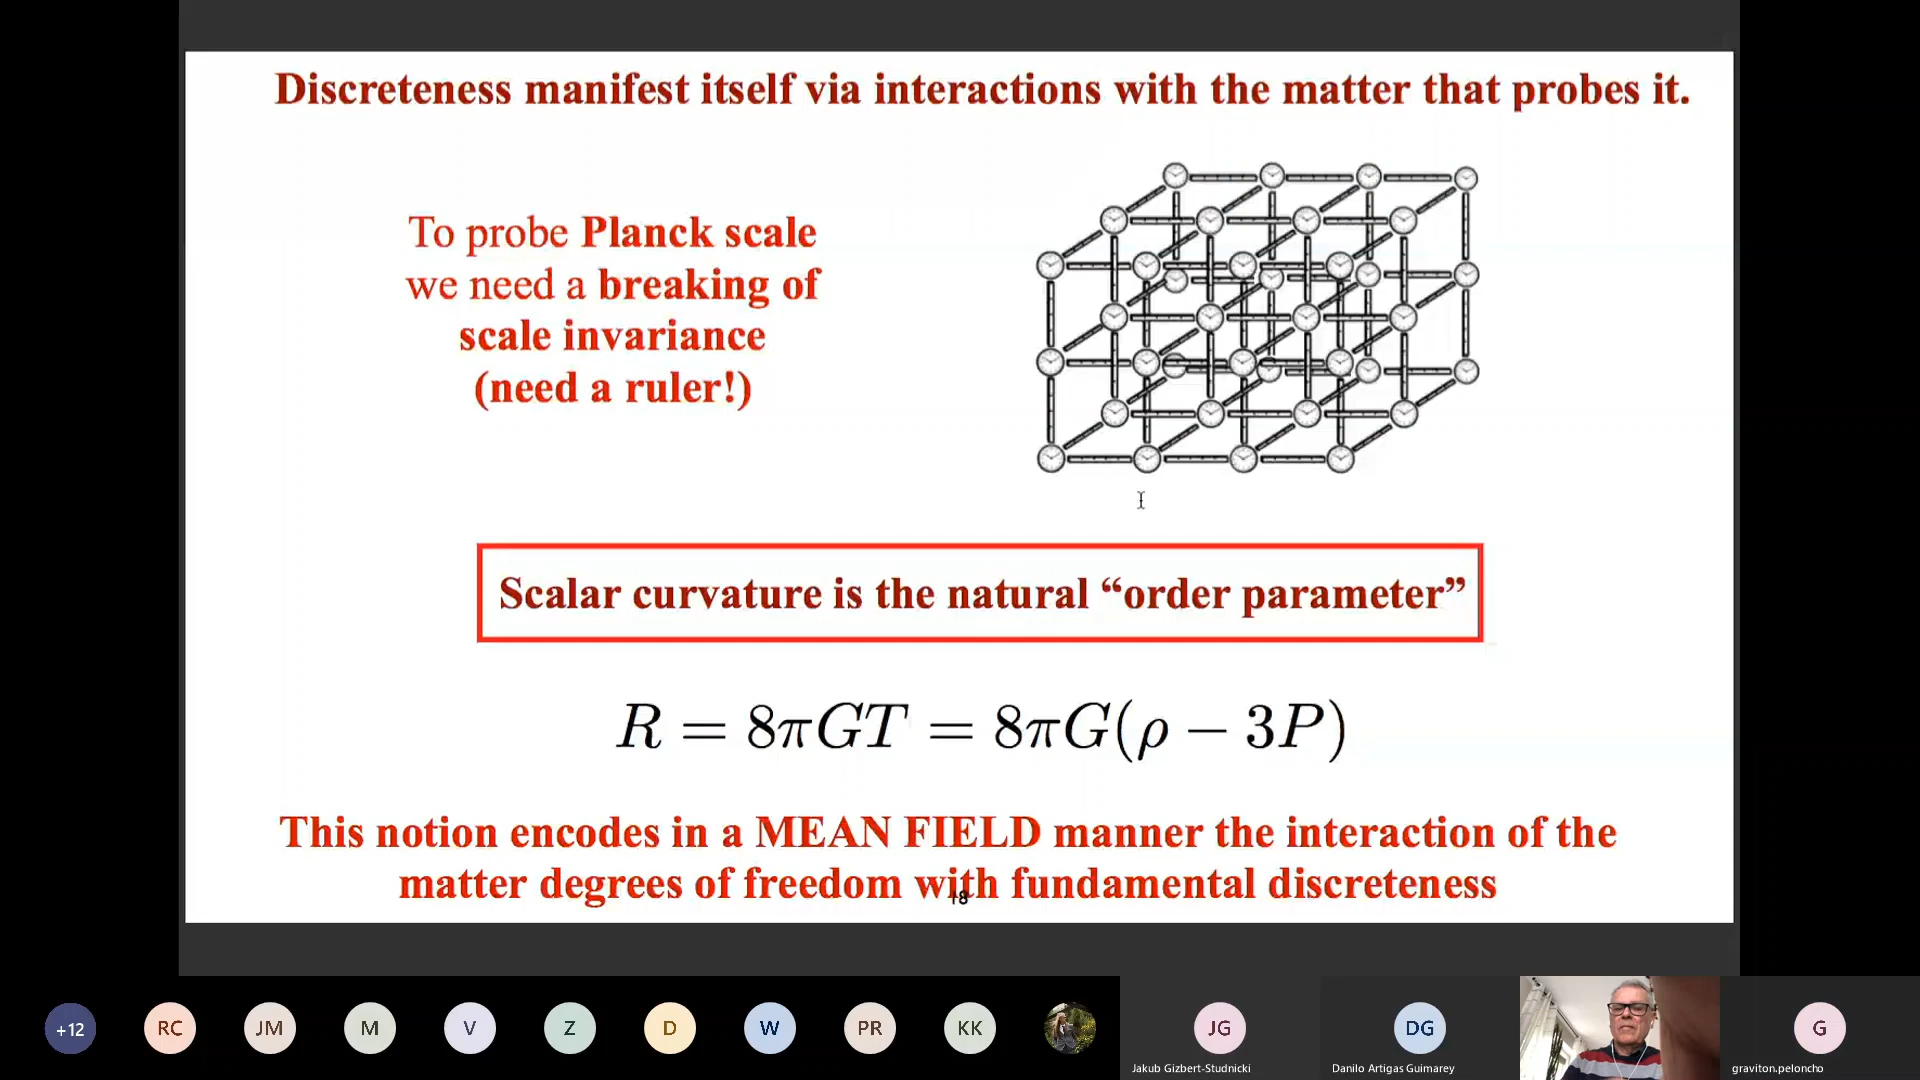 Discreteness manifest itself via interactions with the matter that probes it.
To probe Planck scale
we need a breaking of
scale invariance
(need a ruler!)
Scalar curvature is the natural “order parameter”
R = 8πGT = 8πG(ρ − 3P)
This notion encodes in a MEAN FIELD manner the interaction of the
matter degrees of freedom with fundamental discreteness
18
+12
RC
JM
M
V
Z
D
W
PR
KK
JG
DG
G
Jakub Gizbert-Studnicki
Danilo Artigas Guimarey
graviton.peloncho